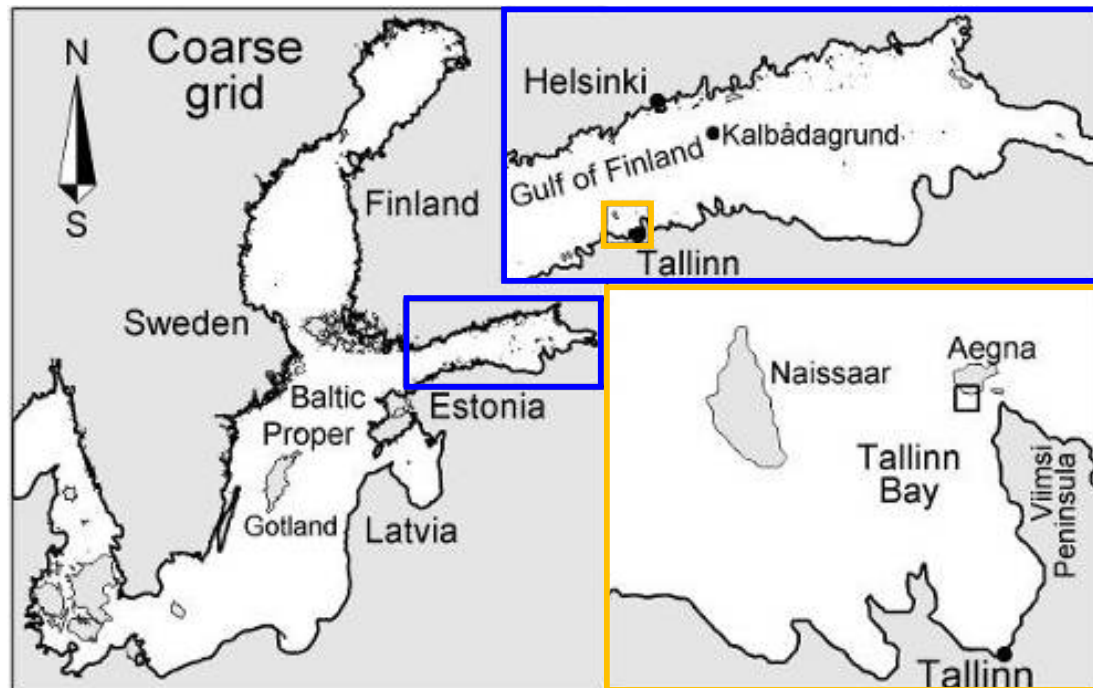 Coarse
grid
N
S
Finland
Sweden
Baltic
Proper
Estonia
Gotland
Latvia
Helsinki
Kalbådagrund
Gulf of Finland
Tallinn
Naissaar
Aegna
Tallinn
Bay
Viimsi
Peninsula
Tallinn